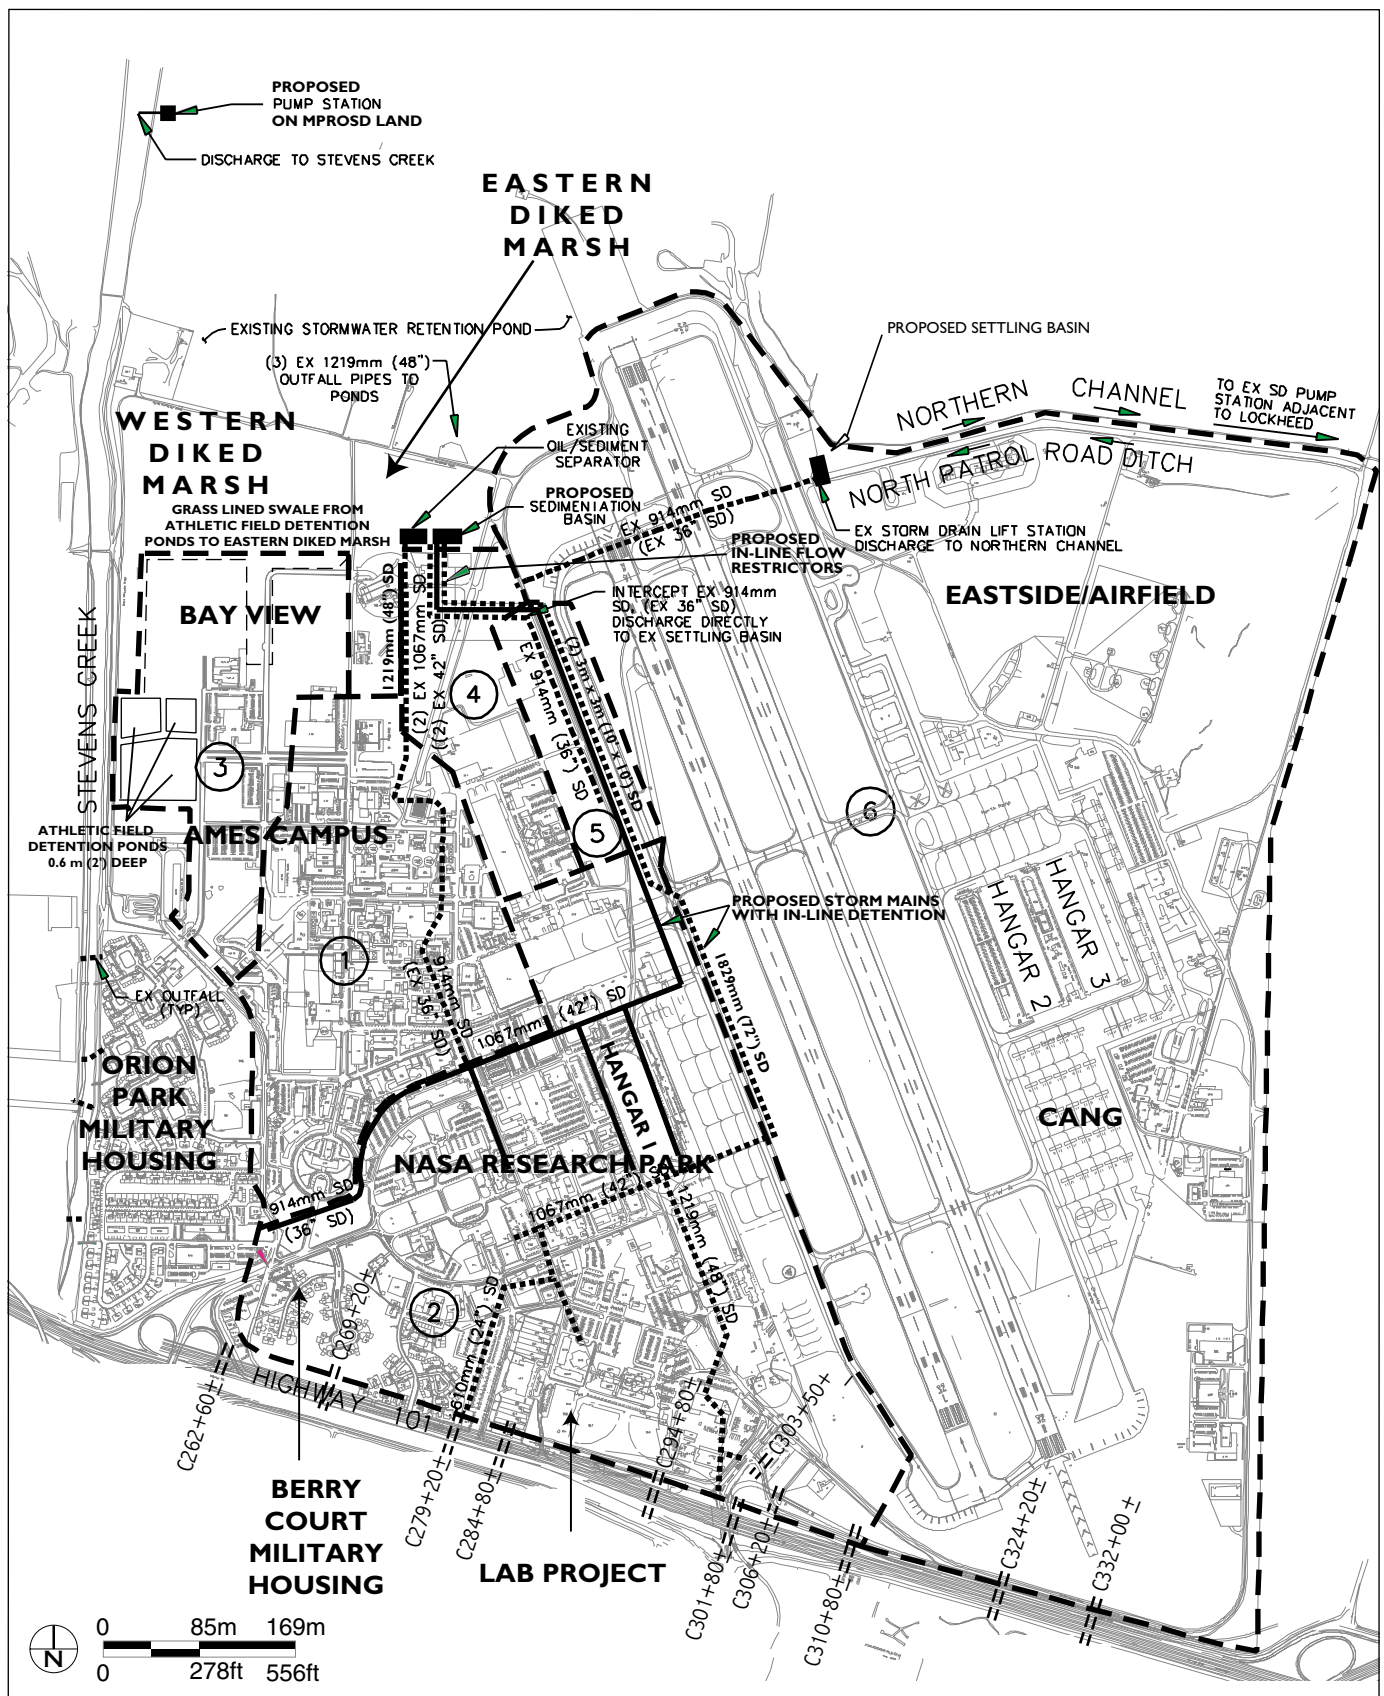 PROPOSED
PUMP STATION
ON MPROSD LAND
DISCHARGE TO STEVENS CREEK
EASTERN
DIKED
MARSH
EXISTING STORMWATER RETENTION POND
(3) EX 1219mm (48")
OUTFALL PIPES TO
PONDS
PROPOSED SETTLING BASIN
NORTHERN CHANNEL
TO EX SD PUMP
STATION ADJACENT
TO LOCKHEED
NORTH PATROL ROAD DITCH
WESTERN
DIKED
MARSH
EXISTING
OIL/SEDIMENT
SEPARATOR
GRASS LINED SWALE FROM
ATHLETIC FIELD DETENTION
PONDS TO EASTERN DIKED MARSH
PROPOSED
SEDIMENIATION
BASIN
EX 914mm SD
(EX 36" SD)
PROPOSED
IN-LINE FLOW
RESTRICTORS
EX STORM DRAIN LIFT STATION
DISCHARGE TO NORTHERN CHANNEL
INTERCEPT EX 914mm
SD, (EX 36" SD)
DISCHARGE DIRECTLY
TO EX SETTLING BASIN
EASTSIDE/AIRFIELD
BAY VIEW
STEVENS CREEK
1219mm (48") SD
(2) EX 1067mm SD
((2) EX 42" SD)
EX 914mm (36") SD
(2) 3m x 3m (10' x 10') SD
4
3
5
6
ATHLETIC FIELD
DETENTION PONDS
0.6 m (2') DEEP
AMES CAMPUS
HANGAR 3
HANGAR 2
PROPOSED STORM MAINS
WITH IN-LINE DETENTION
1
914mm SD
(EX 36" SD)
EX OUTFALL
(TYP)
1829mm (72") SD
1067mm (42") SD
HANGAR 1
ORION
PARK
MILITARY
HOUSING
CANG
NASA RESEARCH PARK
914mm SD
(36" SD)
1067mm (42") SD
1219mm (48") SD
2
610mm (24") SD
HIGHWAY 101
C262+60±
C269+20±
C279+20±
C284+80±
C294+80±
C301+80±
C303+50±
C306+20±
C310+80±
C324+20±
C332+00±
BERRY
COURT
MILITARY
HOUSING
LAB PROJECT
N
0 85m 169m
0 278ft 556ft